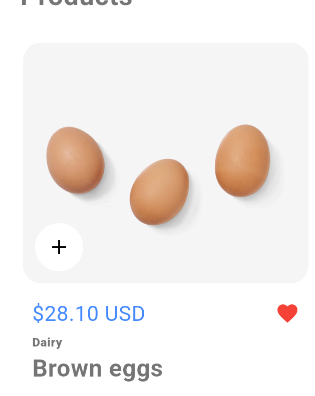 Products
$28.10 USD
Dairy
Brown eggs